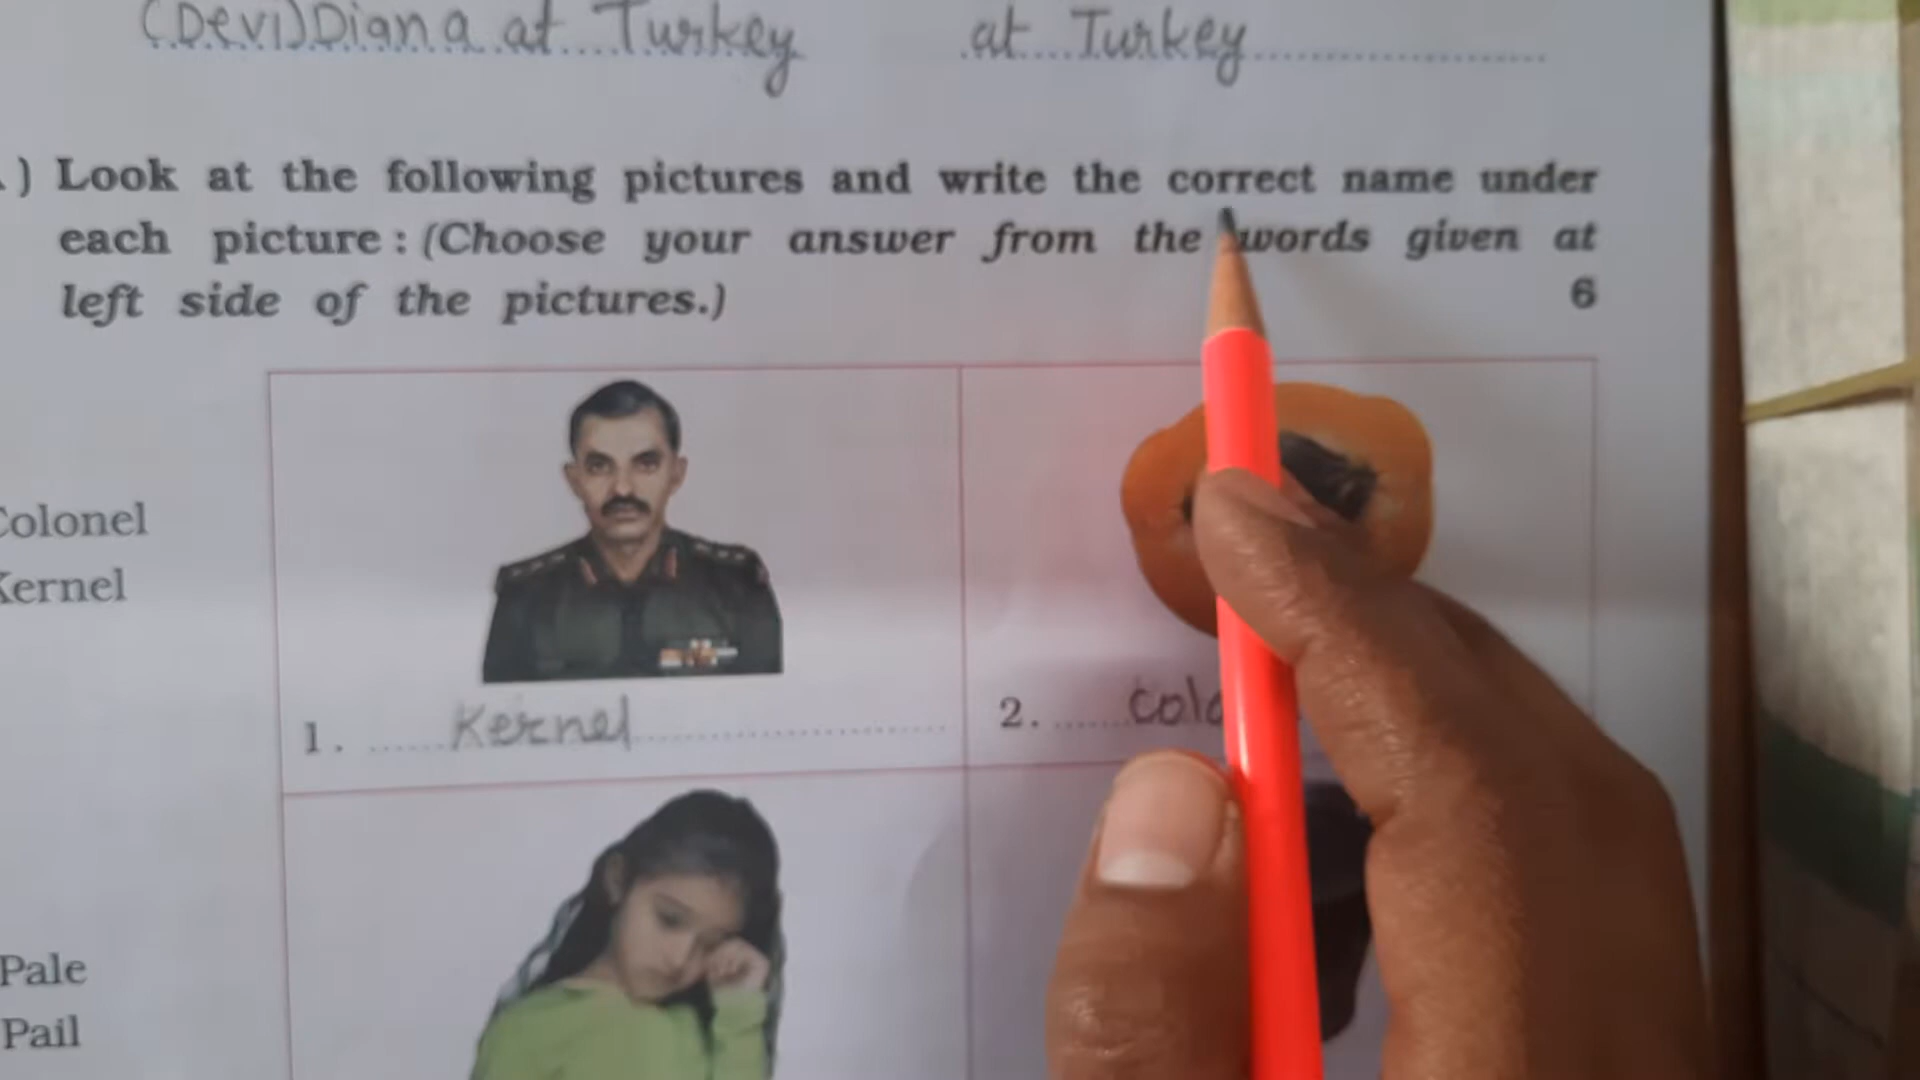 (Devi)Diana at Turkey at Turkey
) Look at the following pictures and write the correct name under
each picture : (Choose your answer from the words given at
left side of the pictures.) 6
Colonel
Kernel
1. Kernel 2.
Pale
Pail